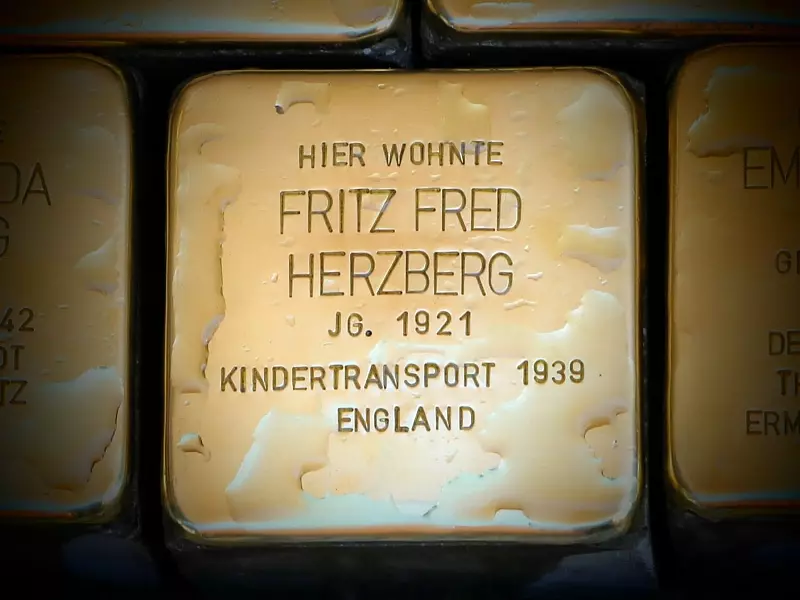 HIER WOHNTE
FRITZ FRED
HERZBERG
JG. 1921
KINDERTRANSPORT 1939
ENGLAND